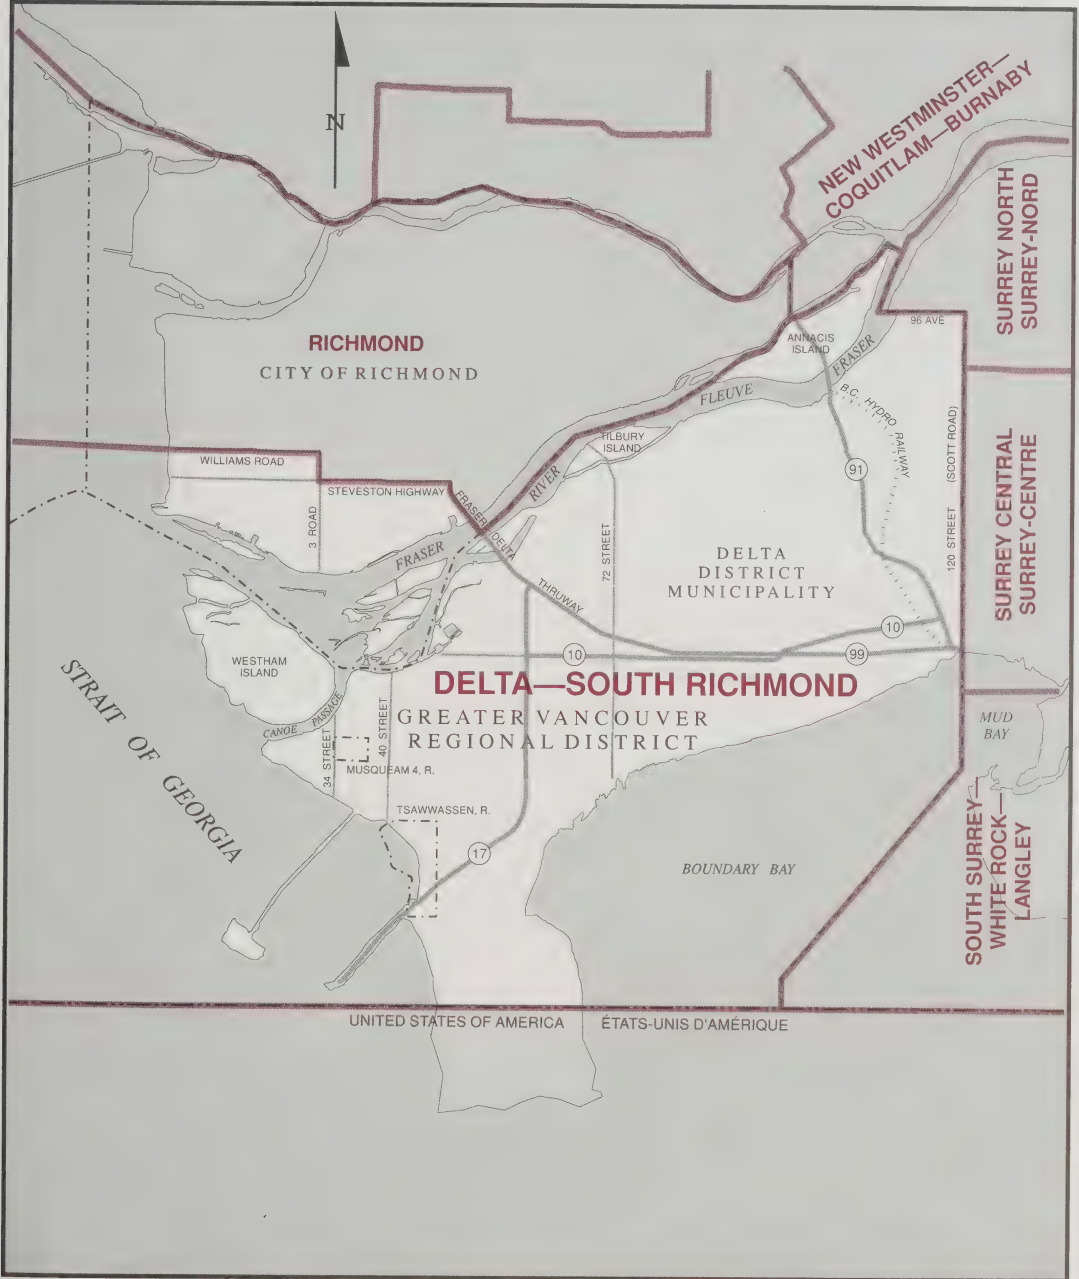 N
NEW WESTMINSTER—
COQUITLAM—BURNABY
SURREY NORTH
SURREY-NORD
96 AVE
ANNACIS
ISLAND
RICHMOND
CITY OF RICHMOND
FLEUVE
FRASER
B.C. HYDRO
RAILWAY
TILBURY
ISLAND
WILLIAMS ROAD
STEVESTON HIGHWAY
3 ROAD
FRASER
RIVER
FRASER DELTA
THRUWAY
72 STREET
91
120 STREET (SCOTT ROAD)
SURREY CENTRAL
SURREY-CENTRE
DELTA
DISTRICT
MUNICIPALITY
10
10
99
WESTHAM
ISLAND
DELTA—SOUTH RICHMOND
GREATER VANCOUVER
REGIONAL DISTRICT
CANOE PASSAGE
34 STREET
40 STREET
MUSQUEAM 4, R.
TSAWWASSEN, R.
STRAIT OF GEORGIA
MUD
BAY
17
BOUNDARY BAY
SOUTH SURREY—
WHITE ROCK—
LANGLEY
UNITED STATES OF AMERICA ÉTATS-UNIS D'AMÉRIQUE